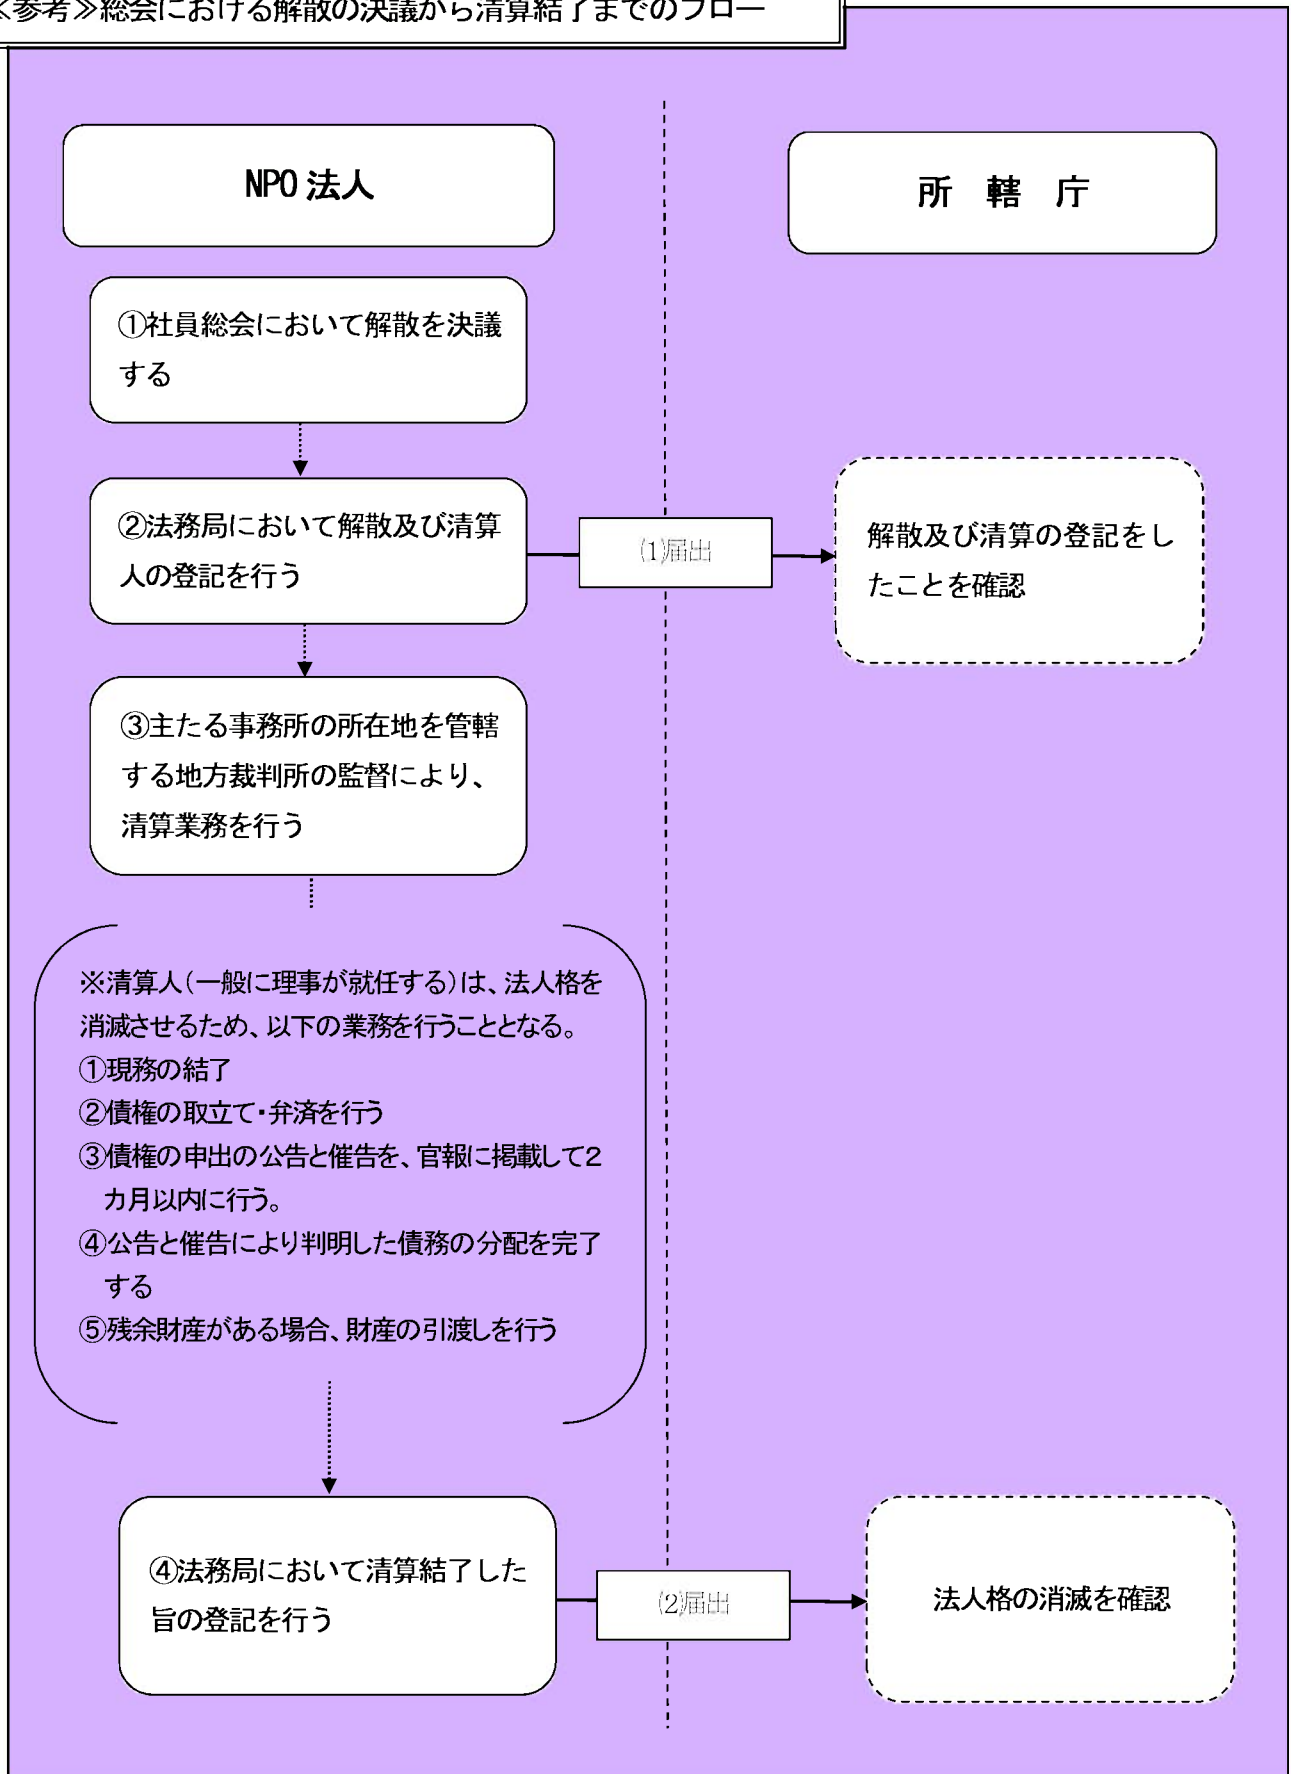 ≪参考≫総会における解散の決議から清算結了までのフロー
NPO 法人
所 轄 庁
①社員総会において解散を決議
する
②法務局において解散及び清算
人の登記を行う
(1)届出
解散及び清算の登記をし
たことを確認
③主たる事務所の所在地を管轄
する地方裁判所の監督により、
清算業務を行う
※清算人(一般に理事が就任する)は、法人格を
消滅させるため、以下の業務を行うこととなる。
①現務の結了
②債権の取立て・弁済を行う
③債権の申出の公告と催告を、官報に掲載して2
カ月以内に行う。
④公告と催告により判明した債務の分配を完了
する
⑤残余財産がある場合、財産の引渡しを行う
④法務局において清算結了した
旨の登記を行う
(2)届出
法人格の消滅を確認